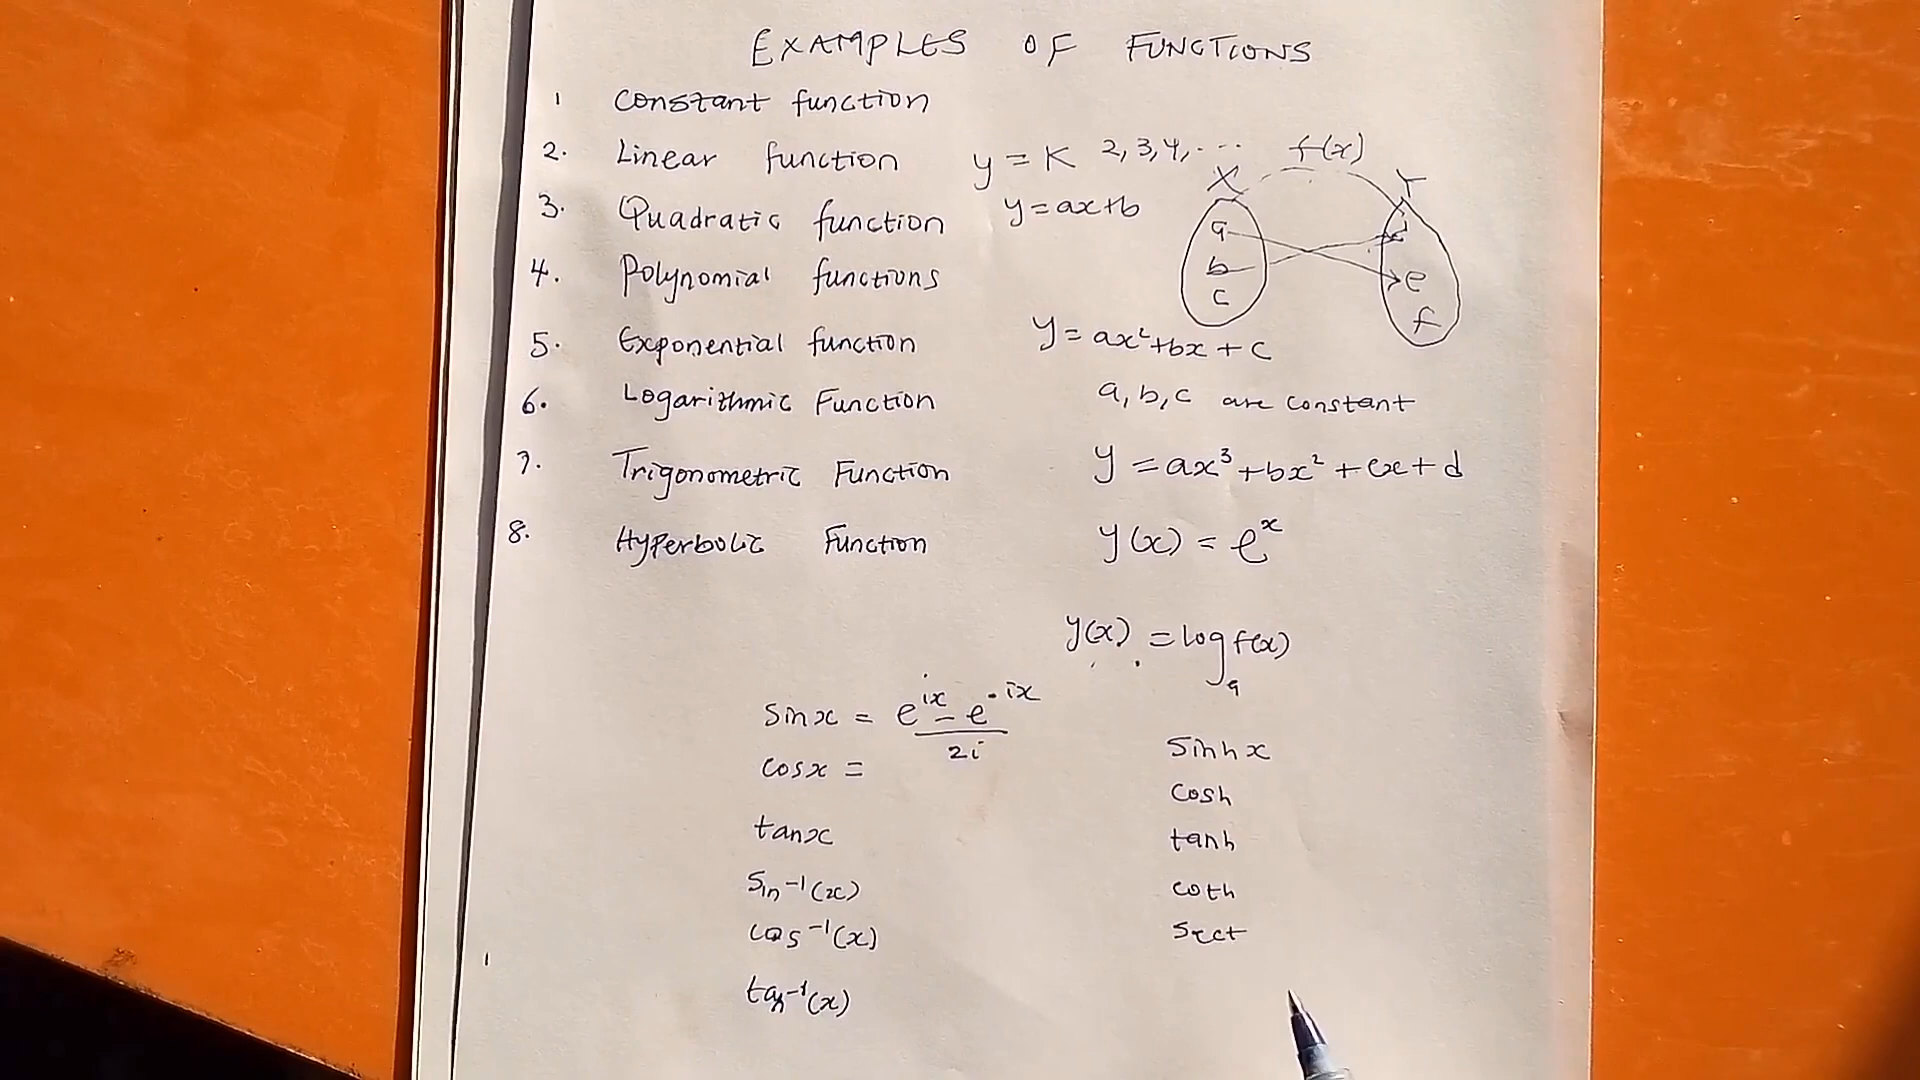 EXAMPLES OF FUNCTIONS
1 Constant function
2. Linear function y = K 2, 3, 4, ... f(x)
X Y
3. Quadratic function y = ax+b
a
b
c
e
f
4. Polynomial functions
5. Exponential function y = ax²+bx + c
6. Logarithmic Function a, b, c are constant
7. Trigonometric Function y = ax³+bx² + cx + d
8. Hyperbolic Function y(x) = e^x
y(x) = log_a f(x)
Sin x = (e^ix - e^-ix)/2i
cos x =
tan x
Sin⁻¹(x)
cos⁻¹(x)
tan⁻¹(x)
Sinh x
Cosh
tanh
coth
Sect